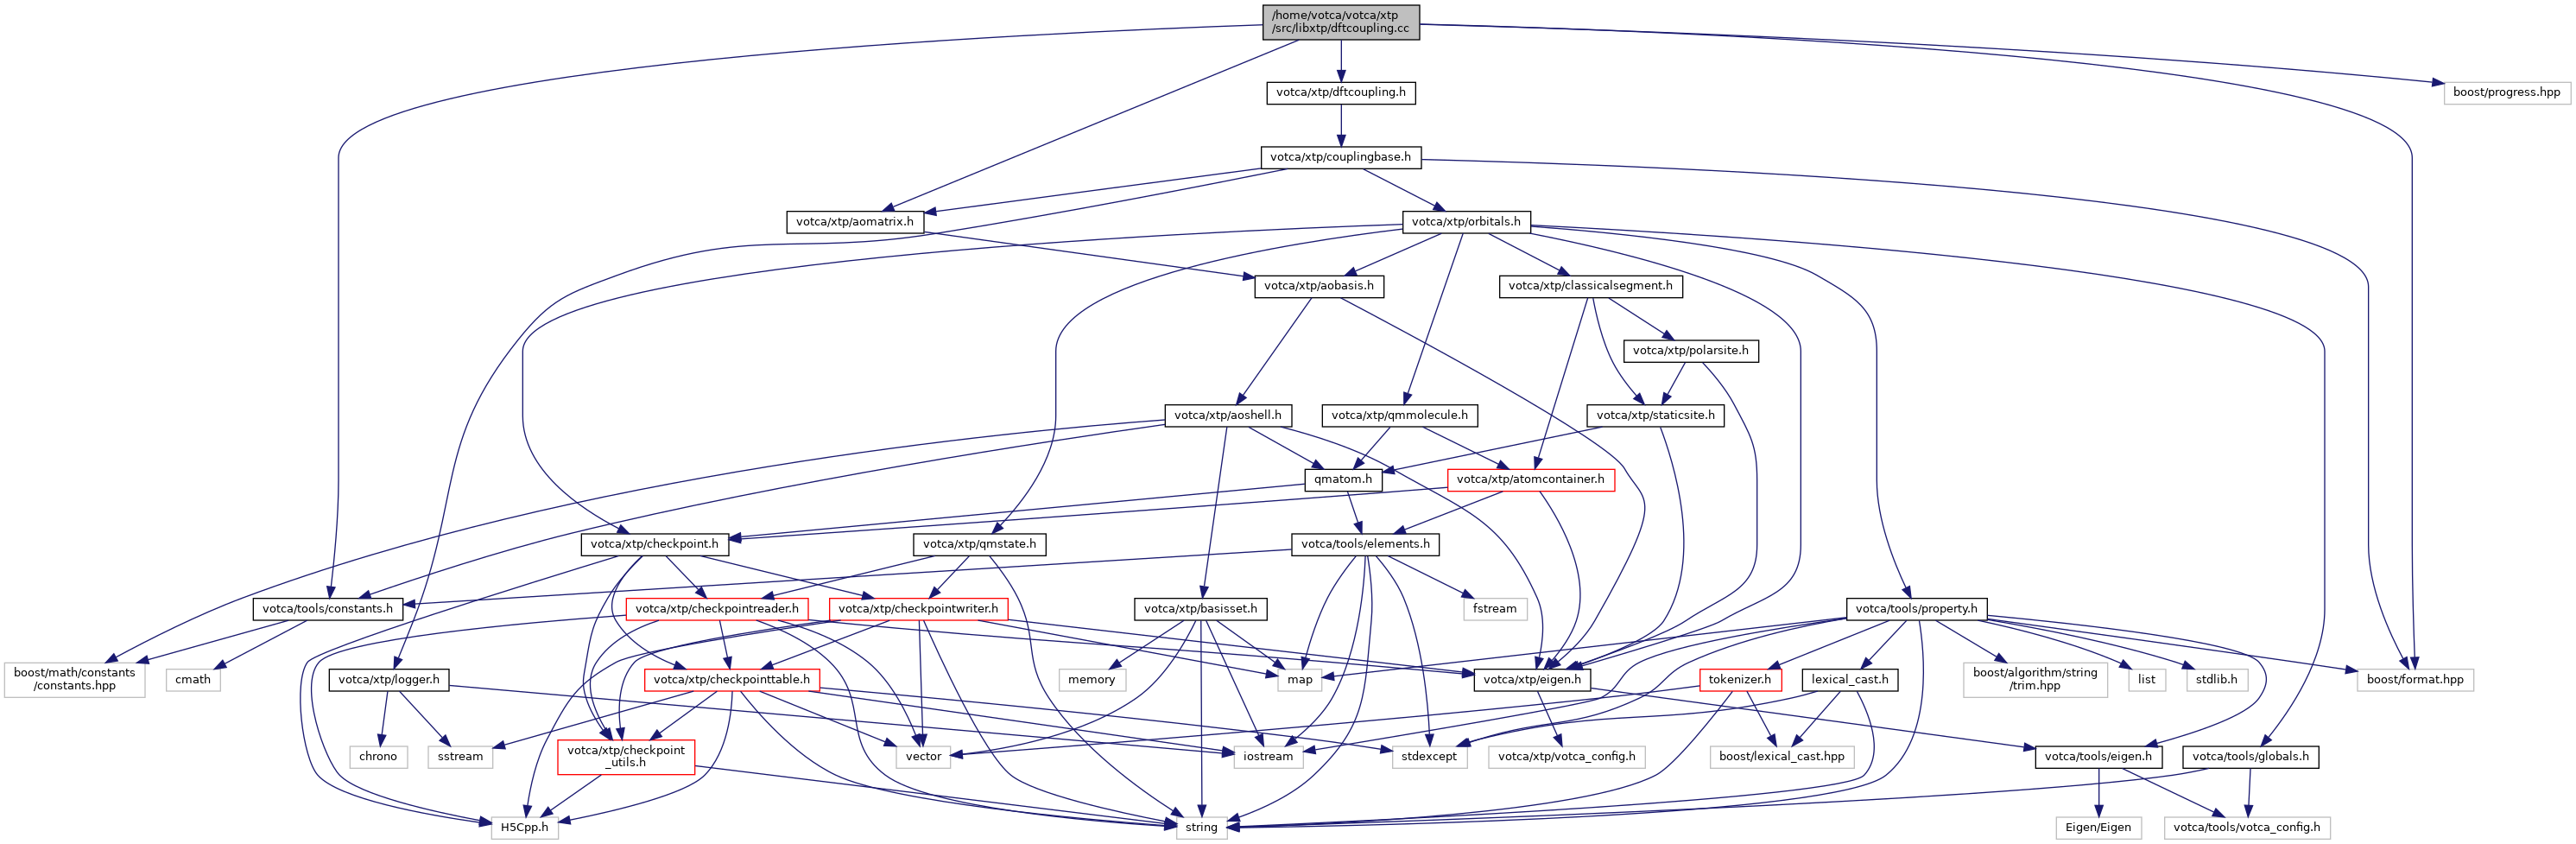 /home/votca/votca/xtp
/src/libxtp/dftcoupling.cc
votca/xtp/dftcoupling.h
boost/progress.hpp
votca/xtp/couplingbase.h
votca/xtp/aomatrix.h
votca/xtp/orbitals.h
votca/xtp/aobasis.h
votca/xtp/classicalsegment.h
votca/xtp/polarsite.h
votca/xtp/aoshell.h
votca/xtp/qmmolecule.h
votca/xtp/staticsite.h
qmatom.h
votca/xtp/atomcontainer.h
votca/xtp/checkpoint.h
votca/xtp/qmstate.h
votca/tools/elements.h
votca/tools/constants.h
votca/xtp/checkpointreader.h
votca/xtp/checkpointwriter.h
votca/xtp/basisset.h
fstream
votca/tools/property.h
boost/math/constants
/constants.hpp
cmath
votca/xtp/logger.h
votca/xtp/checkpointtable.h
memory
map
votca/xtp/eigen.h
tokenizer.h
lexical_cast.h
boost/algorithm/string
/trim.hpp
list
stdlib.h
boost/format.hpp
chrono
sstream
votca/xtp/checkpoint
_utils.h
vector
iostream
stdexcept
votca/xtp/votca_config.h
boost/lexical_cast.hpp
votca/tools/eigen.h
votca/tools/globals.h
H5Cpp.h
string
Eigen/Eigen
votca/tools/votca_config.h